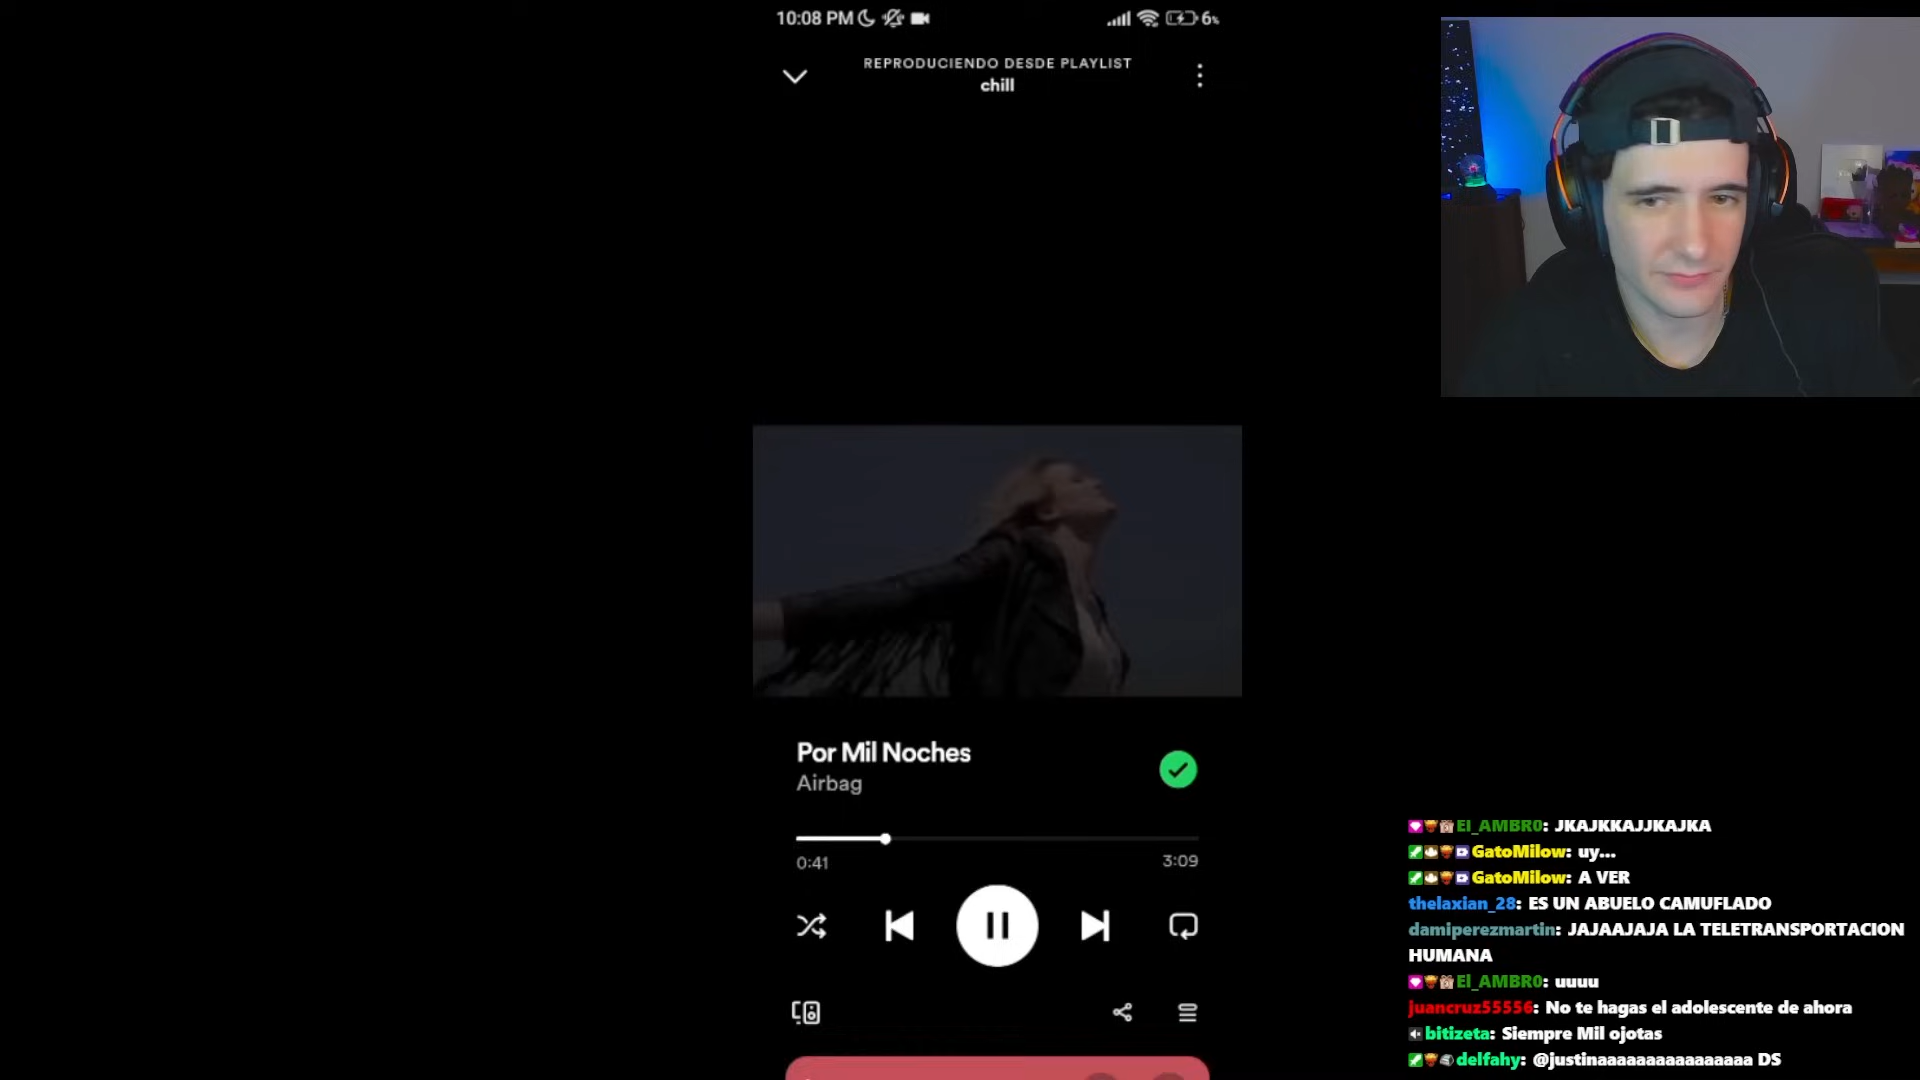 10:08 PM 6%
REPRODUCIENDO DESDE PLAYLIST
chill
Por Mil Noches
Airbag
0:41 3:09
El_AMBR0: JKAJKKAJJKAJKA
GatoMilow: uy...
GatoMilow: A VER
thelaxian_28: ES UN ABUELO CAMUFLADO
damiperezmartin: JAJAAJAJA LA TELETRANSPORTACION
HUMANA
El_AMBR0: uuuu
juancruz55556: No te hagas el adolescente de ahora
bitizeta: Siempre Mil ojotas
delfahy: @justinaaaaaaaaaaaaaaaa DS